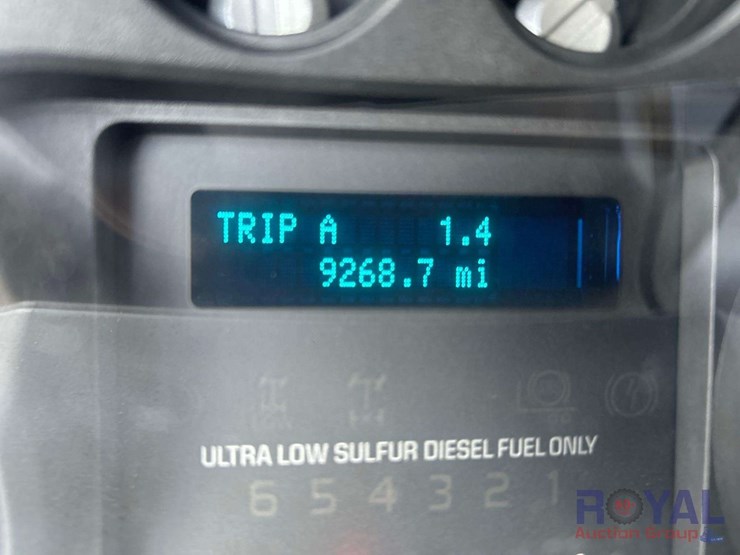 TRIP A 1.4
9268.7 mi
ULTRA LOW SULFUR DIESEL FUEL ONLY
6 5 4 3 2 1
ROYAL
Auction Group